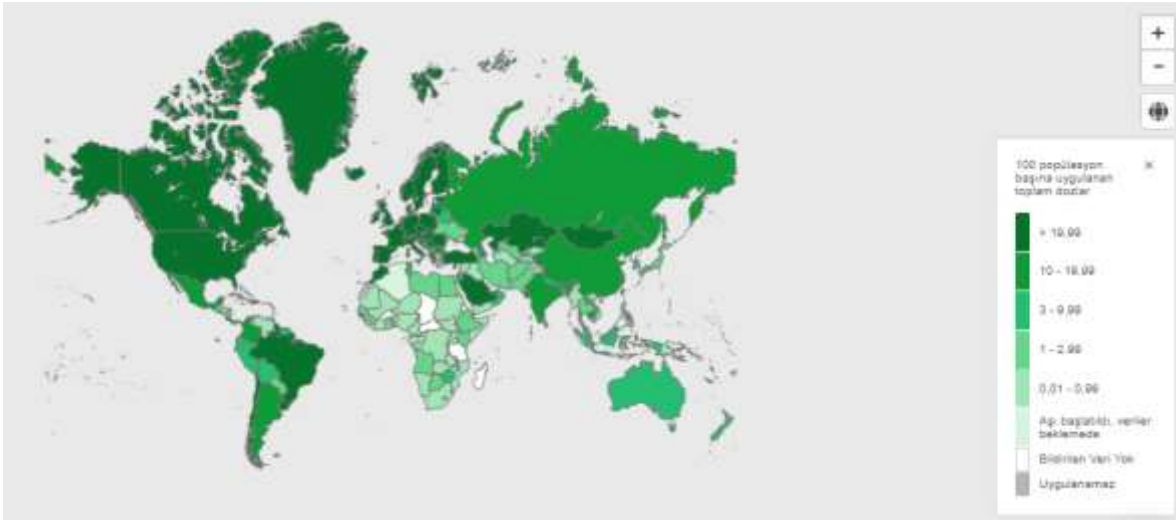 100 popülasyon
başına uygulanan
toplam dozlar
> 19,99
10 - 19,99
3 - 9,99
1 - 2,99
0,01 - 0,99
Aşı başlatıldı, veriler
beklemede
Bildirilen Veri Yok
Uygulanamaz